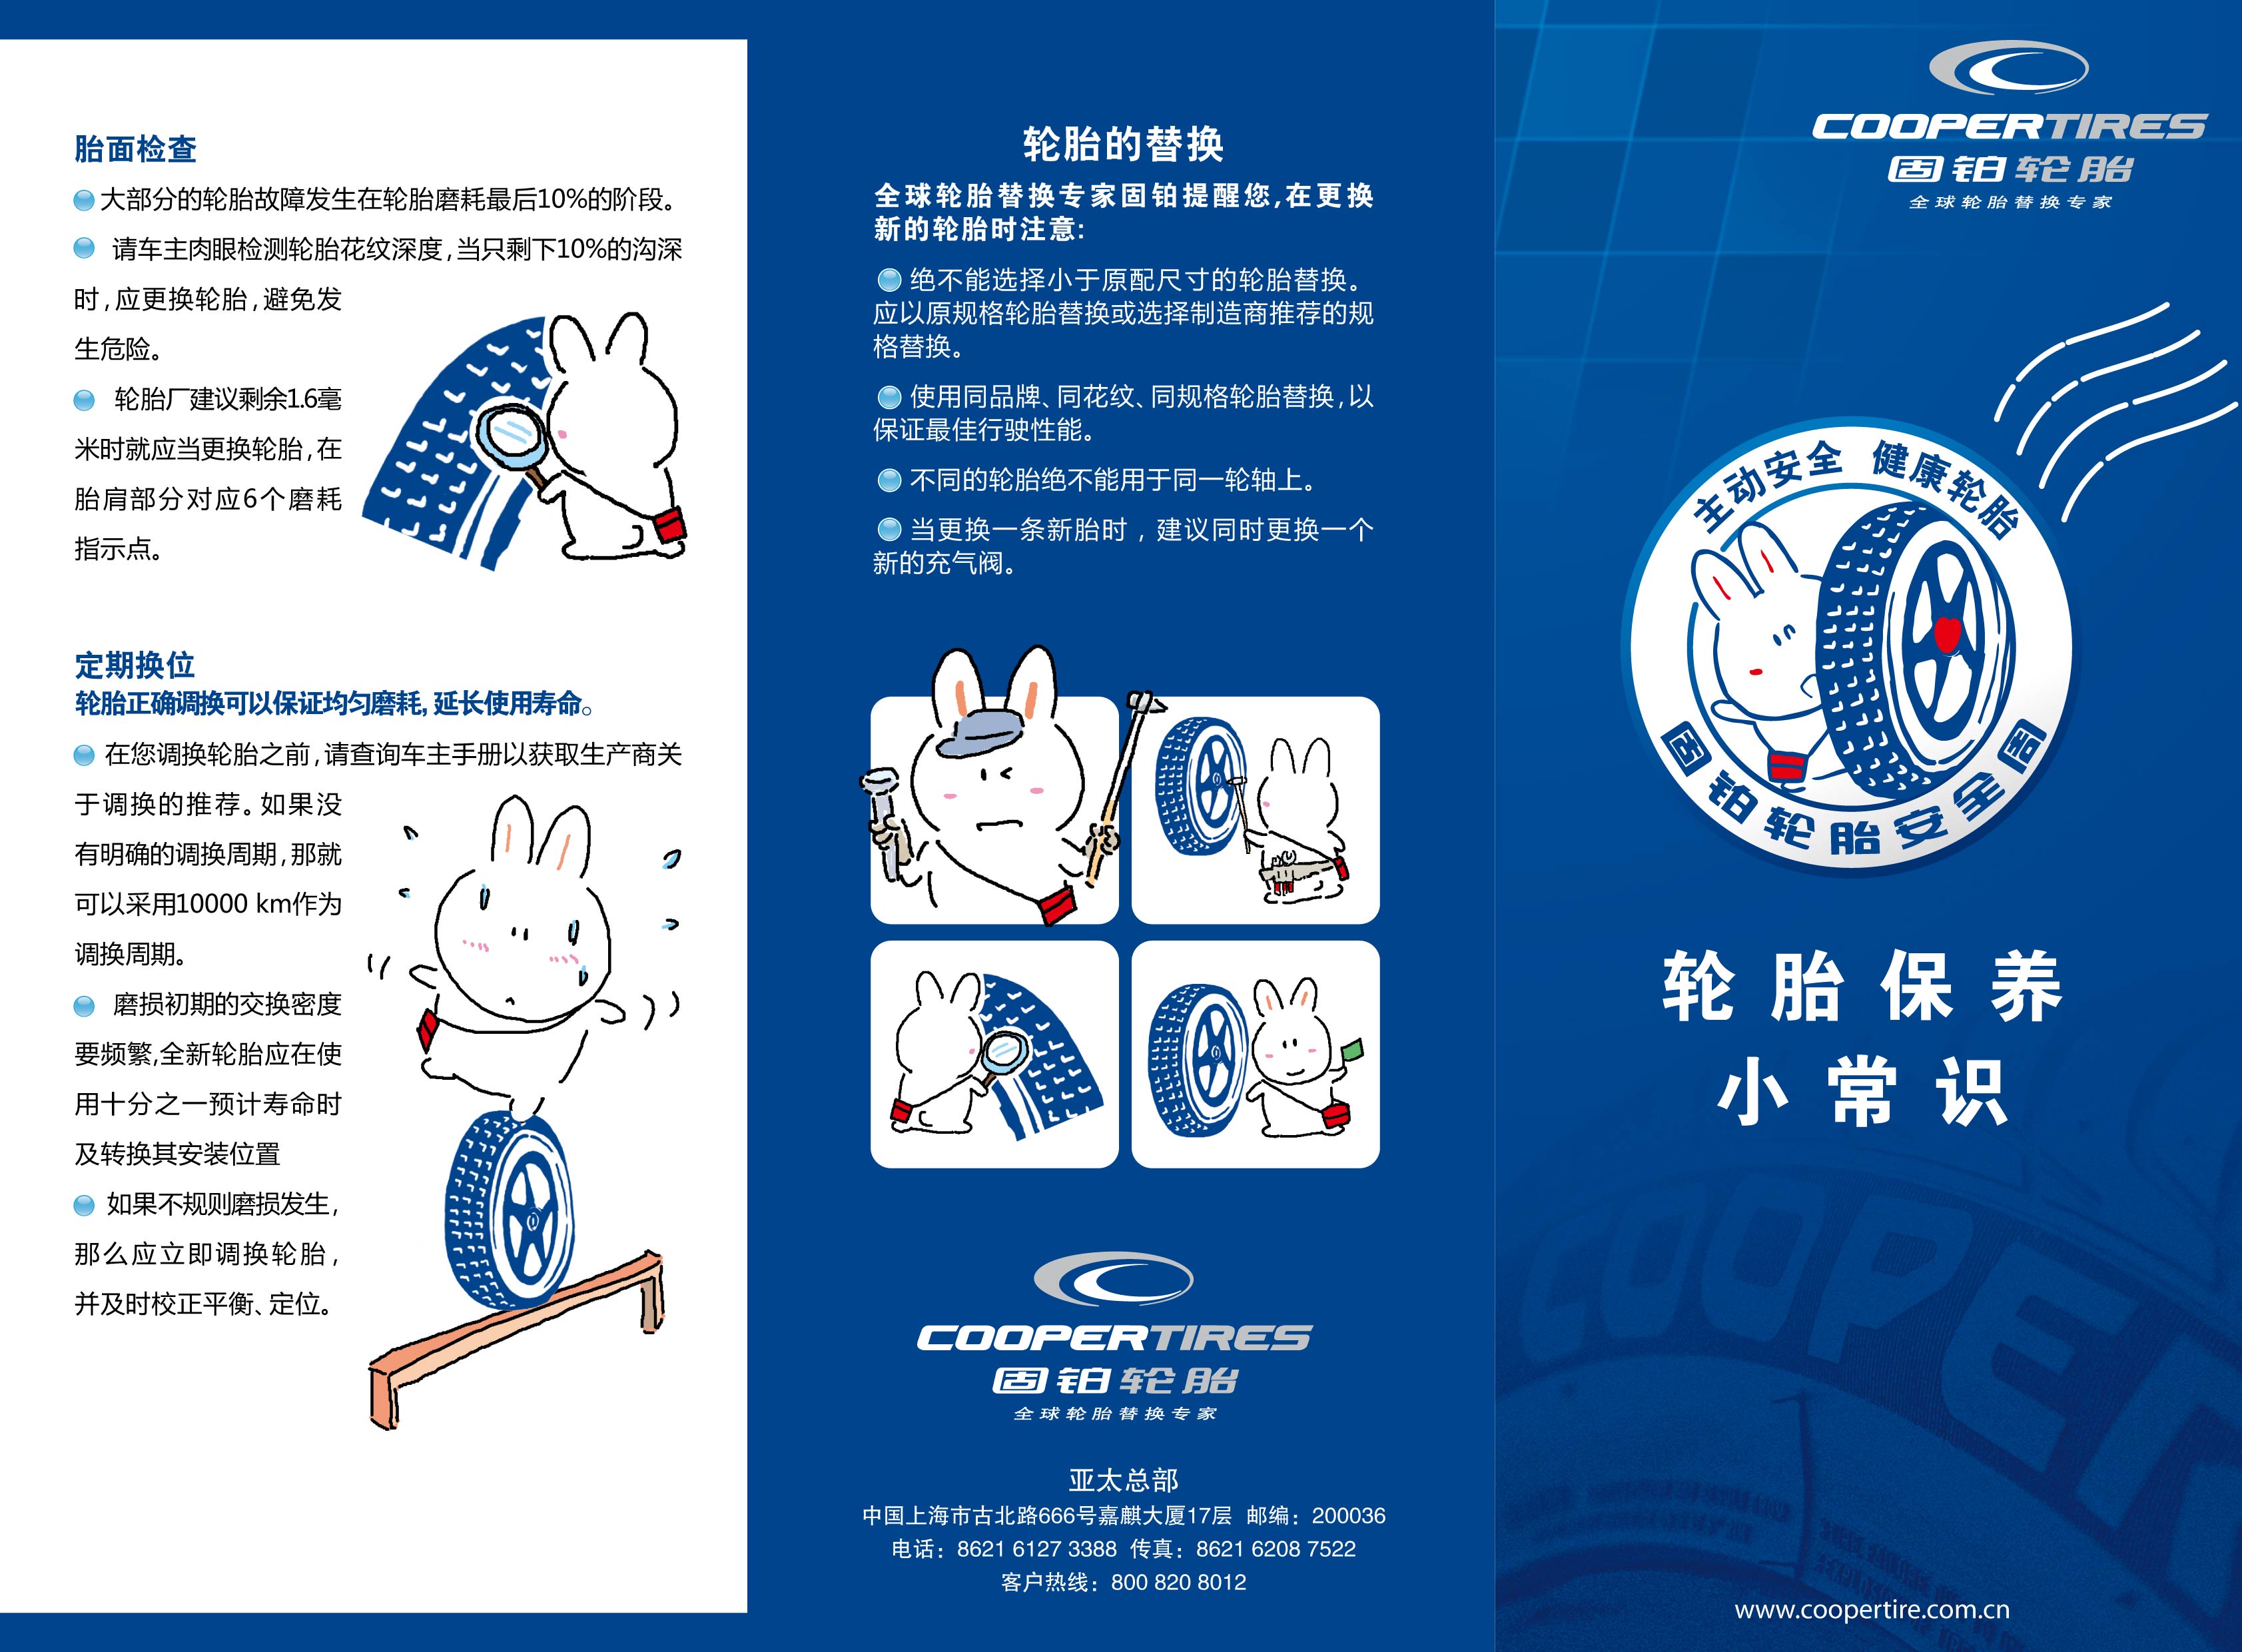 胎面检查
大部分的轮胎故障发生在轮胎磨耗最后10%的阶段。
请车主肉眼检测轮胎花纹深度,当只剩下10%的沟深
时,应更换轮胎,避免发
生危险。
轮胎厂建议剩余1.6毫
米时就应当更换轮胎,在
胎肩部分对应6个磨耗
指示点。
定期换位
轮胎正确调换可以保证均匀磨耗,延长使用寿命。
在您调换轮胎之前,请查询车主手册以获取生产商关
于调换的推荐。如果没
有明确的调换周期,那就
可以采用10000 km作为
调换周期。
磨损初期的交换密度
要频繁,全新轮胎应在使
用十分之一预计寿命时
及转换其安装位置
如果不规则磨损发生,
那么应立即调换轮胎,
并及时校正平衡、定位。
轮胎的替换
全球轮胎替换专家固铂提醒您,在更换
新的轮胎时注意:
绝不能选择小于原配尺寸的轮胎替换。
应以原规格轮胎替换或选择制造商推荐的规
格替换。
使用同品牌、同花纹、同规格轮胎替换,以
保证最佳行驶性能。
不同的轮胎绝不能用于同一轮轴上。
当更换一条新胎时，建议同时更换一个
新的充气阀。
COOPERTIRES
固铂轮胎
全球轮胎替换专家
亚太总部
中国上海市古北路666号嘉麒大厦17层 邮编：200036
电话：8621 6127 3388 传真：8621 6208 7522
客户热线：800 820 8012
COOPERTIRES
固铂轮胎
全球轮胎替换专家
主动安全 健康轮胎
固铂轮胎安全周
轮胎保养
小常识
COOPER
www.coopertire.com.cn